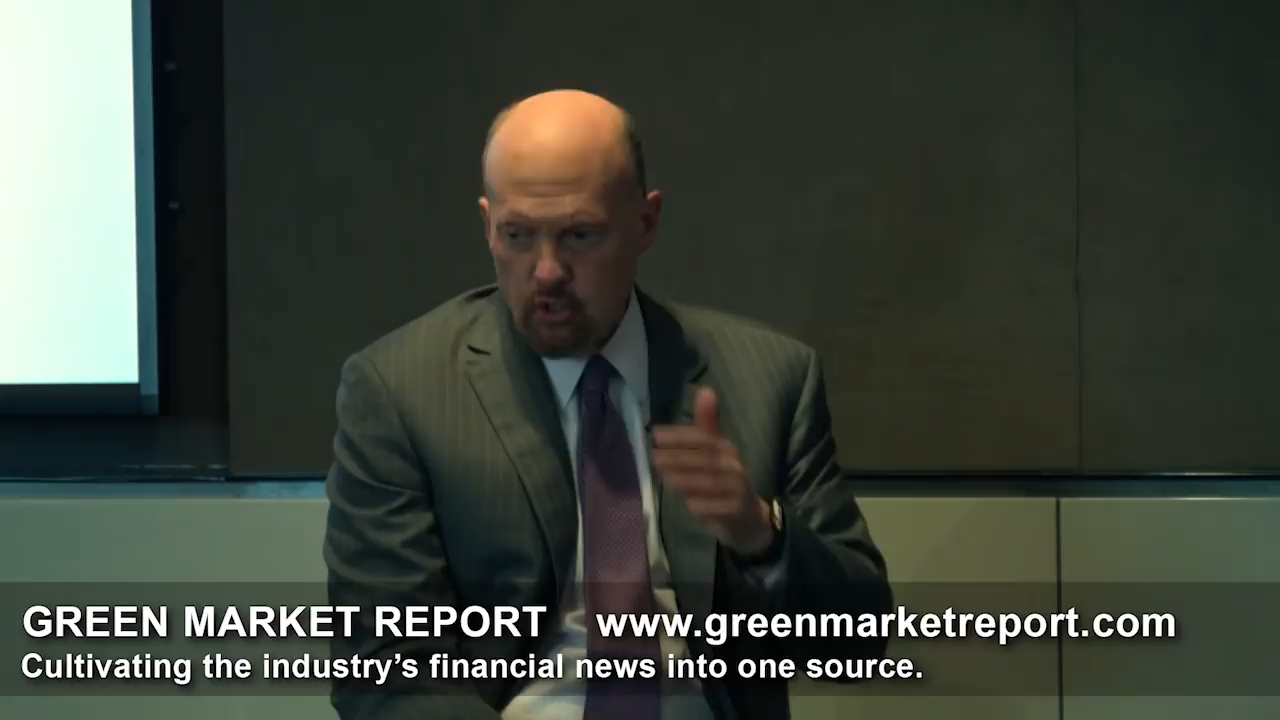 GREEN MARKET REPORT www.greenmarketreport.com
Cultivating the industry’s financial news into one source.